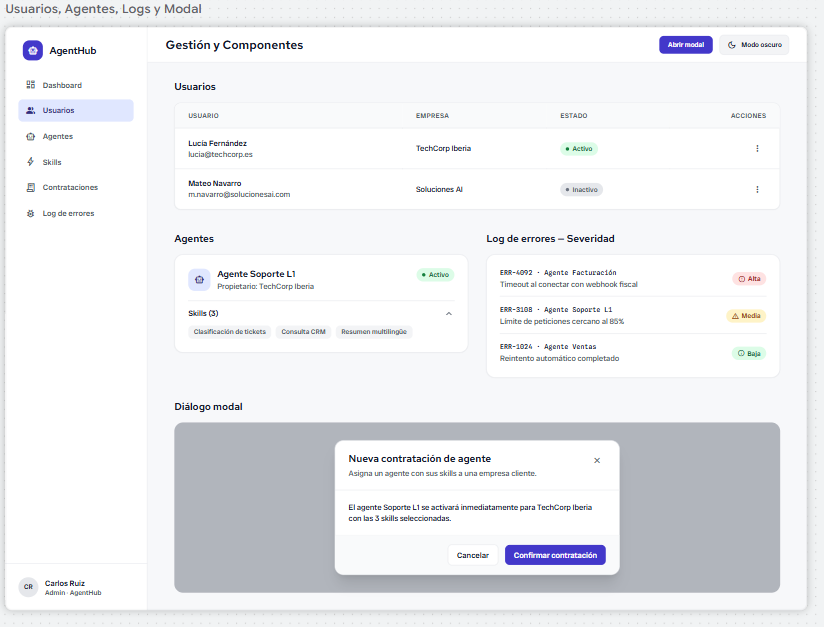 Usuarios, Agentes, Logs y Modal
AgentHub
Dashboard
Usuarios
Agentes
Skills
Contrataciones
Log de errores
CR
Carlos Ruiz
Admin · AgentHub
Gestión y Componentes
Abrir modal
Modo oscuro
Usuarios
USUARIO EMPRESA ESTADO ACCIONES
Lucía Fernández
lucia@techcorp.es
TechCorp Iberia
Activo
Mateo Navarro
m.navarro@solucionesai.com
Soluciones AI
Inactivo
Agentes
Agente Soporte L1
Propietario: TechCorp Iberia
Activo
Skills (3)
Clasificación de tickets
Consulta CRM
Resumen multilingüe
Log de errores — Severidad
ERR-4092 · Agente Facturación
Timeout al conectar con webhook fiscal
Alta
ERR-3108 · Agente Soporte L1
Límite de peticiones cercano al 85%
Media
ERR-1024 · Agente Ventas
Reintento automático completado
Baja
Diálogo modal
Nueva contratación de agente
Asigna un agente con sus skills a una empresa cliente.
El agente Soporte L1 se activará inmediatamente para TechCorp Iberia
con las 3 skills seleccionadas.
Cancelar
Confirmar contratación